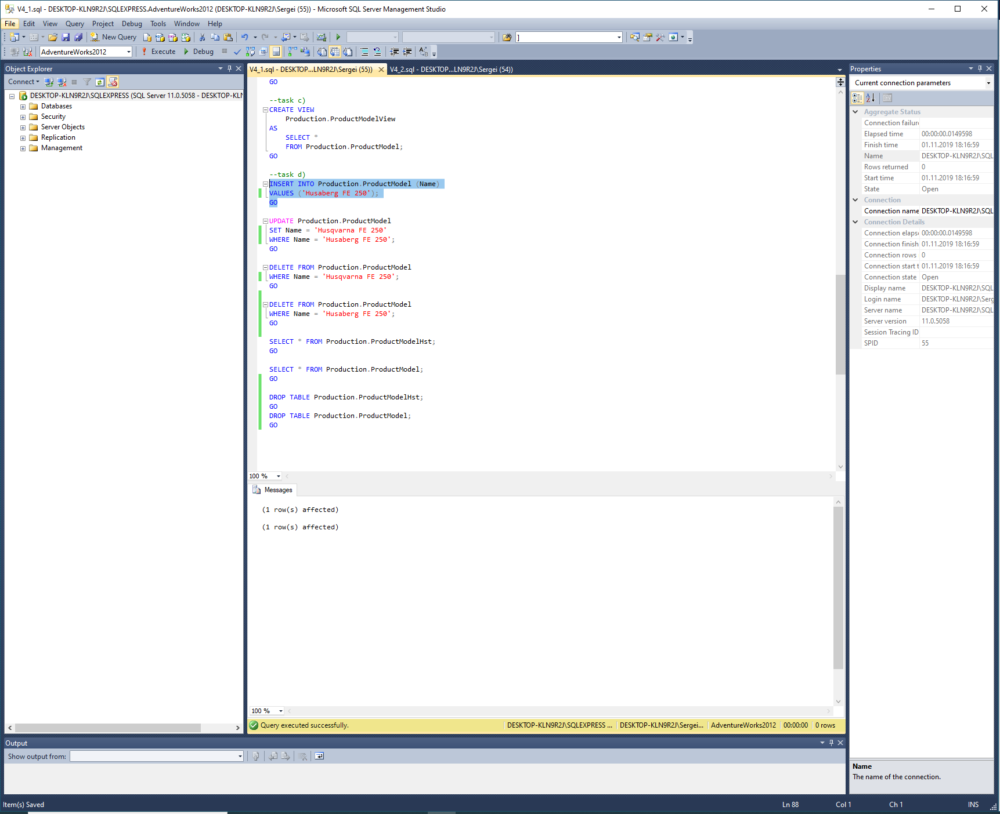 V4_1.sql - DESKTOP-KLN9R2J\SQLEXPRESS.AdventureWorks2012 (DESKTOP-KLN9R2J\Sergei (55)) - Microsoft SQL Server Management Studio
File Edit View Query Project Debug Tools Window Help
New Query ]
AdventureWorks2012 Execute Debug
Object Explorer
Connect
DESKTOP-KLN9R2J\SQLEXPRESS (SQL Server 11.0.5058 - DESKTOP-KLN
Databases
Security
Server Objects
Replication
Management
V4_1.sql - DESKTOP...LN9R2J\Sergei (55)) V4_2.sql - DESKTOP...LN9R2J\Sergei (54))
GO
--task c)
CREATE VIEW
Production.ProductModelView
AS
SELECT *
FROM Production.ProductModel;
GO
--task d)
INSERT INTO Production.ProductModel (Name)
VALUES ('Husaberg FE 250');
GO
UPDATE Production.ProductModel
SET Name = 'Husqvarna FE 250'
WHERE Name = 'Husaberg FE 250';
GO
DELETE FROM Production.ProductModel
WHERE Name = 'Husqvarna FE 250';
GO
DELETE FROM Production.ProductModel
WHERE Name = 'Husaberg FE 250';
GO
SELECT * FROM Production.ProductModelHst;
GO
SELECT * FROM Production.ProductModel;
GO
DROP TABLE Production.ProductModelHst;
GO
DROP TABLE Production.ProductModel;
GO
100 %
Messages
(1 row(s) affected)
(1 row(s) affected)
100 %
Query executed successfully. DESKTOP-KLN9R2J\SQLEXPRESS ... DESKTOP-KLN9R2J\Sergei... AdventureWorks2012 00:00:00 0 rows
Properties
Current connection parameters
Aggregate Status
Connection failure
Elapsed time 00:00:00.0149598
Finish time 01.11.2019 18:16:59
Name DESKTOP-KLN9R2J\SQL
Rows returned 0
Start time 01.11.2019 18:16:59
State Open
Connection
Connection name DESKTOP-KLN9R2J\SQL
Connection Details
Connection elapse 00:00:00.0149598
Connection finish 01.11.2019 18:16:59
Connection rows 0
Connection start t 01.11.2019 18:16:59
Connection state Open
Display name DESKTOP-KLN9R2J\SQL
Login name DESKTOP-KLN9R2J\Serg
Server name DESKTOP-KLN9R2J\SQL
Server version 11.0.5058
Session Tracing ID
SPID 55
Name
The name of the connection.
Output
Show output from:
Item(s) Saved Ln 88 Col 1 Ch 1 INS